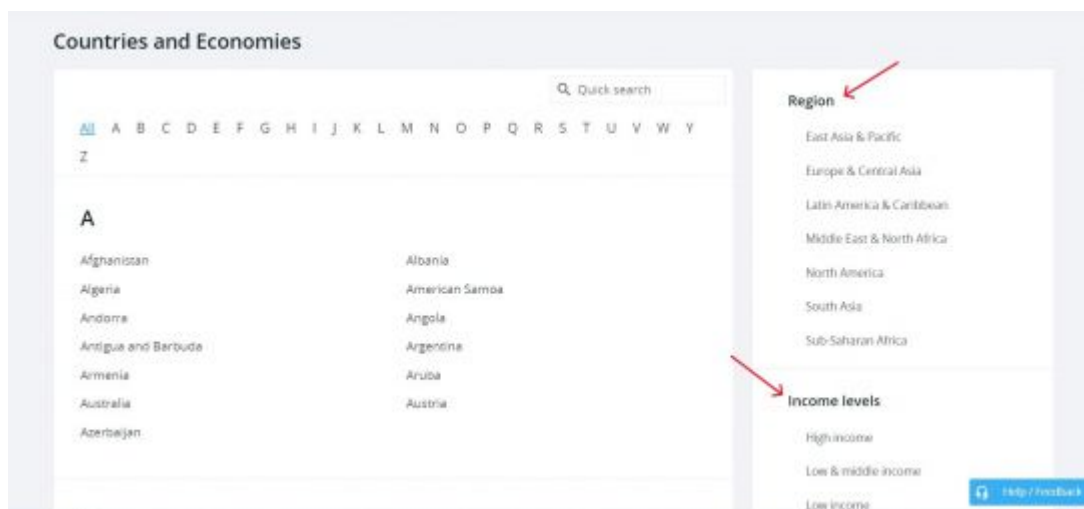 Countries and Economies
Quick search
All A B C D E F G H I J K L M N O P Q R S T U V W Y
Z
A
Afghanistan Albania
Algeria American Samoa
Andorra Angola
Antigua and Barbuda Argentina
Armenia Aruba
Australia Austria
Azerbaijan
Region
East Asia & Pacific
Europe & Central Asia
Latin America & Caribbean
Middle East & North Africa
North America
South Asia
Sub-Saharan Africa
Income levels
High income
Low & middle income
Low income
Help / Feedback